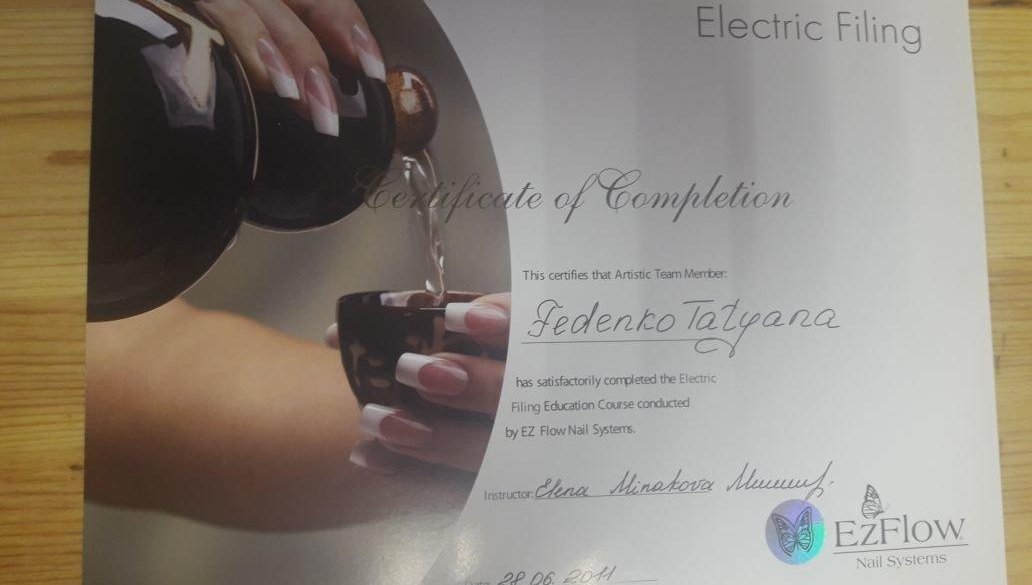 Electric Filing
Certificate of Completion
This certifies that Artistic Team Member:
Fedenko Tatyana
has satisfactorily completed the Electric
Filing Education Course conducted
by EZ Flow Nail Systems.
Instructor: Elena Minakova
EZFLOW
Nail Systems
28.06.2011